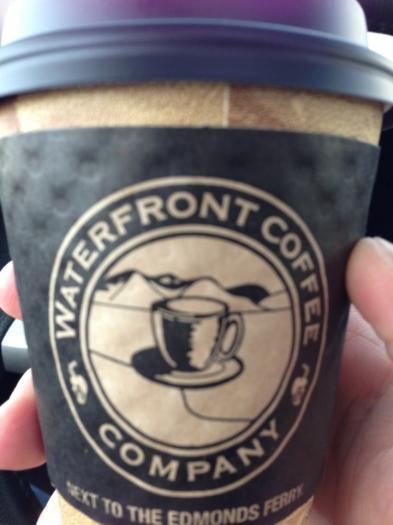 WATERFRONT COFFEE
COMPANY
NEXT TO THE EDMONDS FERRY